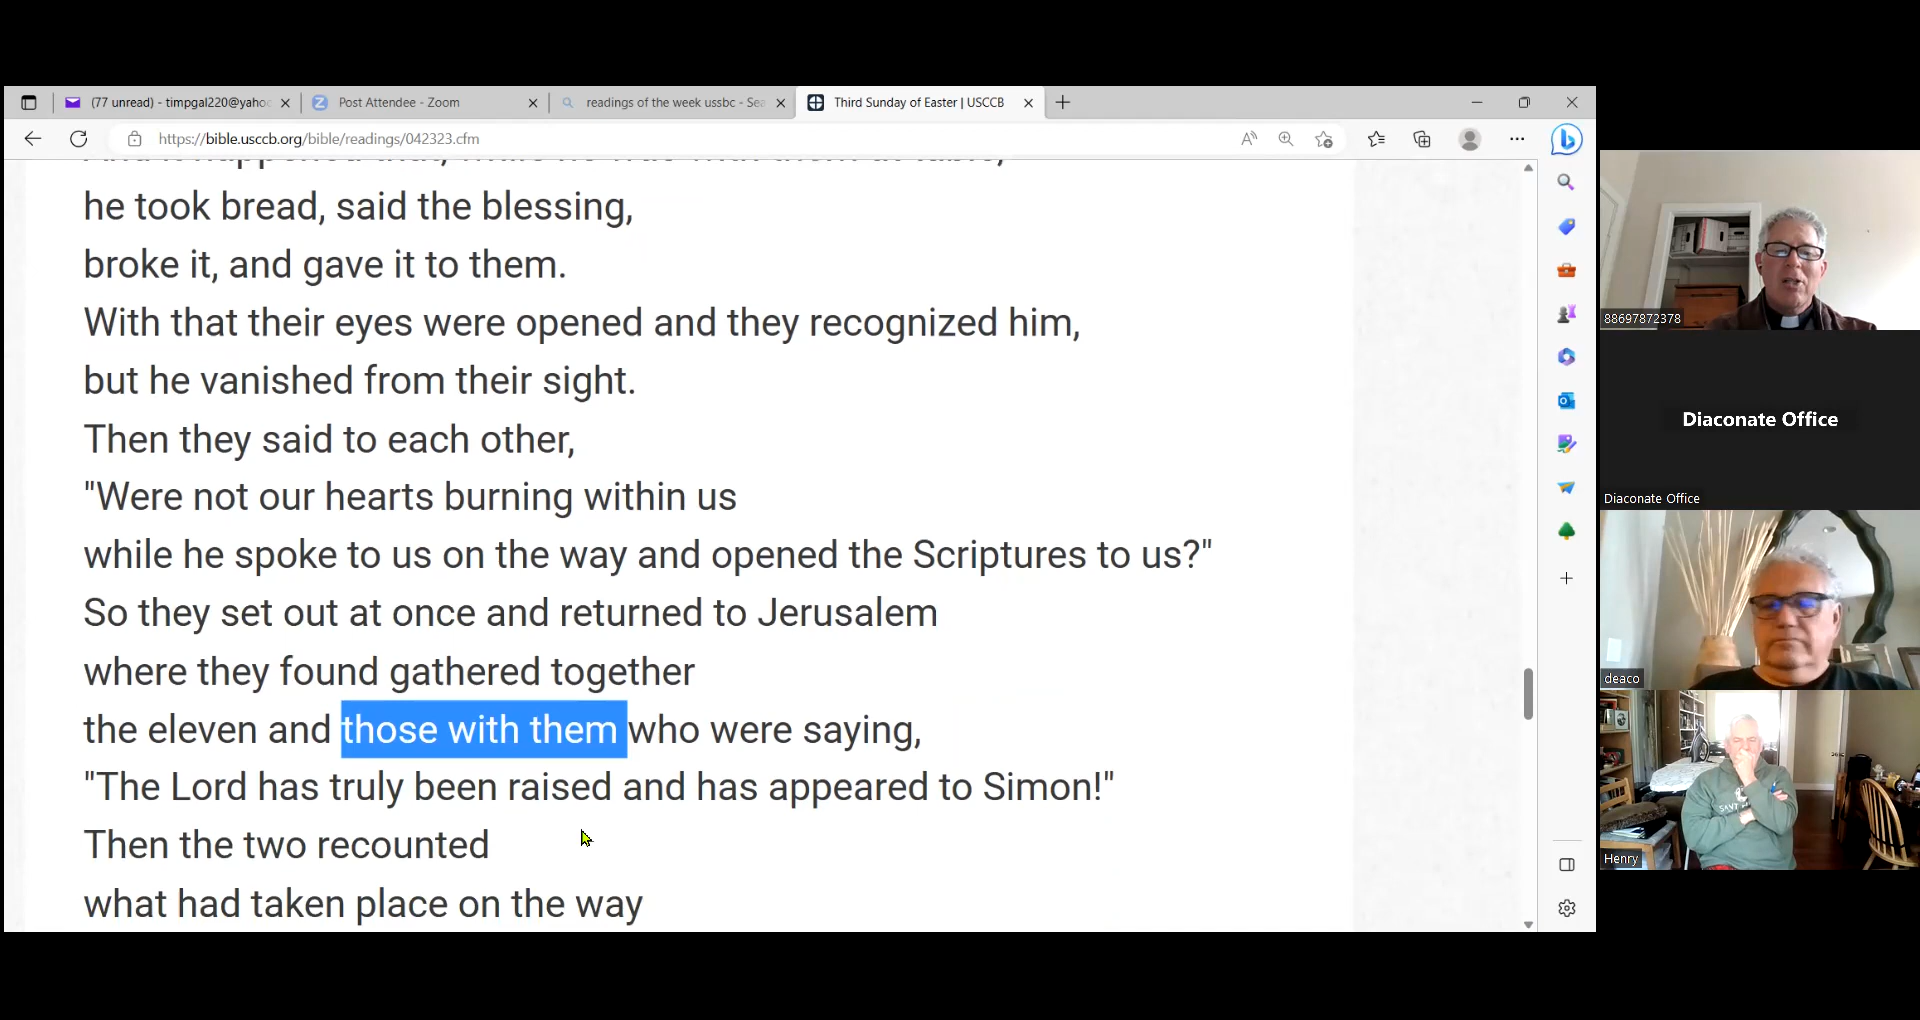 (77 unread) - timpgal220@yaho
Post Attendee - Zoom
readings of the week ussbc - Sea
Third Sunday of Easter | USCCB
https://bible.usccb.org/bible/readings/042323.cfm
he took bread, said the blessing,
broke it, and gave it to them.
With that their eyes were opened and they recognized him,
but he vanished from their sight.
Then they said to each other,
"Were not our hearts burning within us
while he spoke to us on the way and opened the Scriptures to us?"
So they set out at once and returned to Jerusalem
where they found gathered together
the eleven and those with them who were saying,
"The Lord has truly been raised and has appeared to Simon!"
Then the two recounted
what had taken place on the way
88697872378
Diaconate Office
Diaconate Office
deaco
Henry